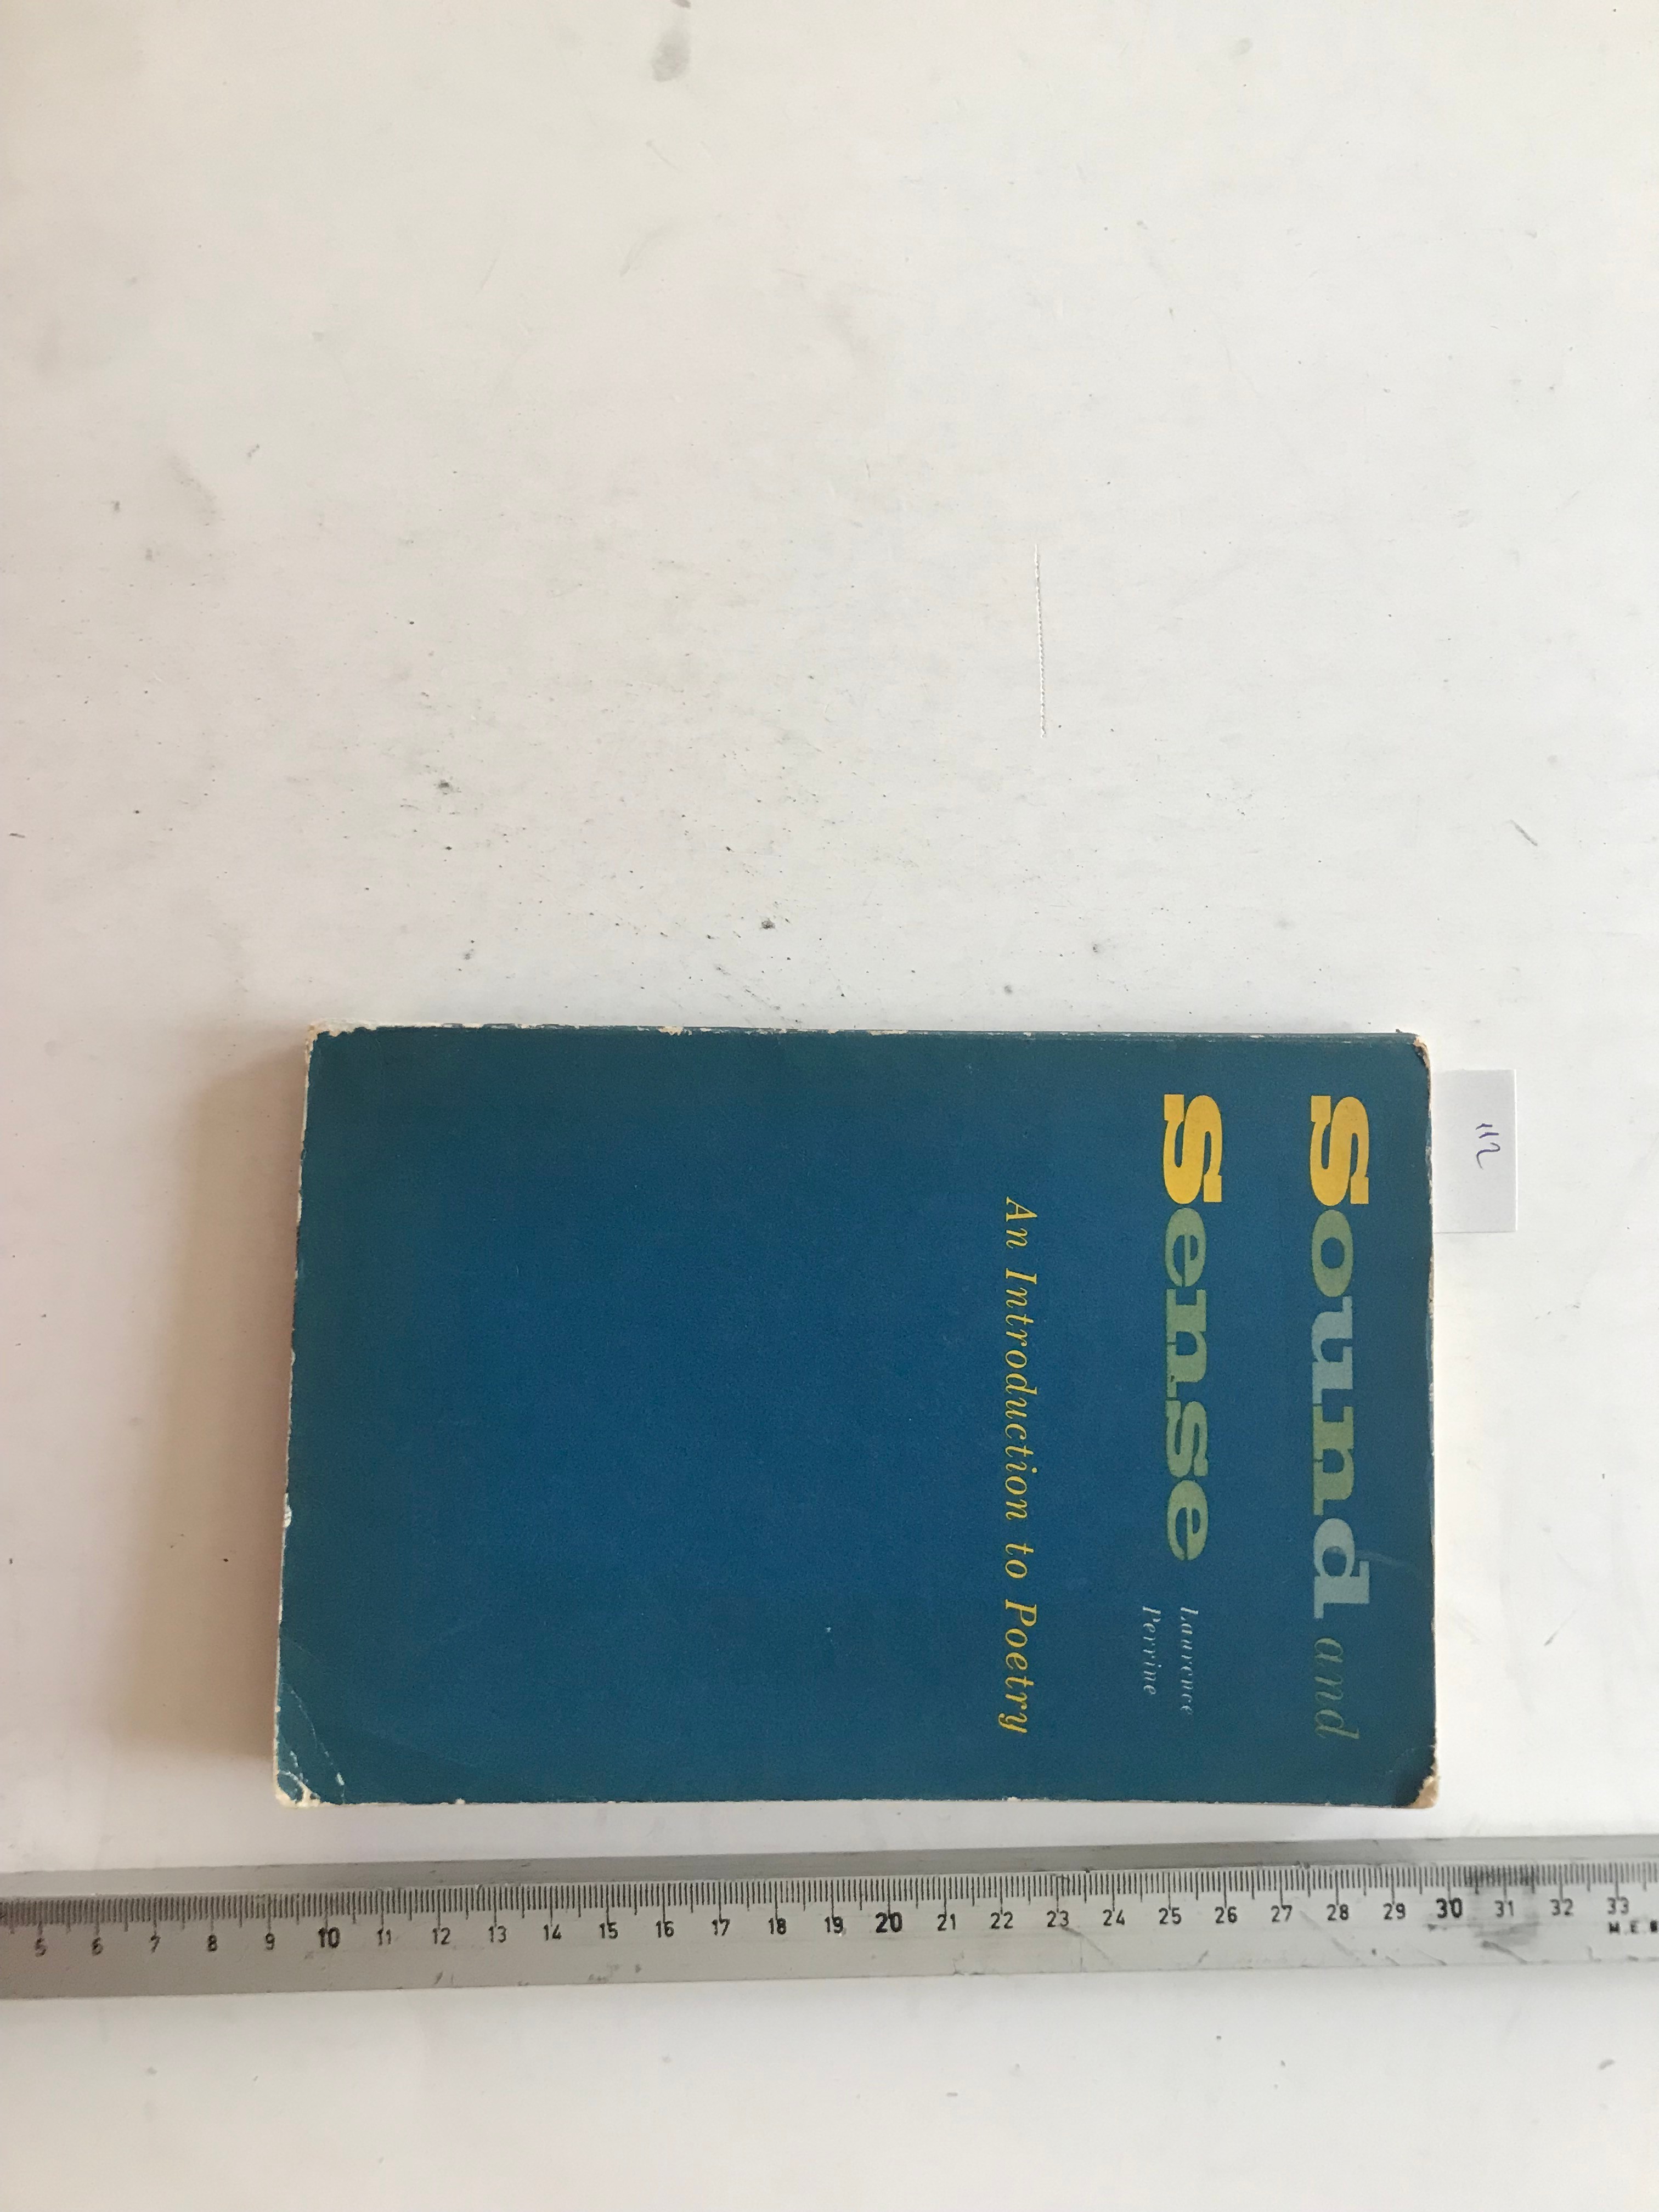 112
Sound and
Sense
Laurence
Perrine
An Introduction to Poetry
5 6 7 8 9 10 11 12 13 14 15 16 17 18 19 20 21 22 23 24 25 26 27 28 29 30 31 32 33